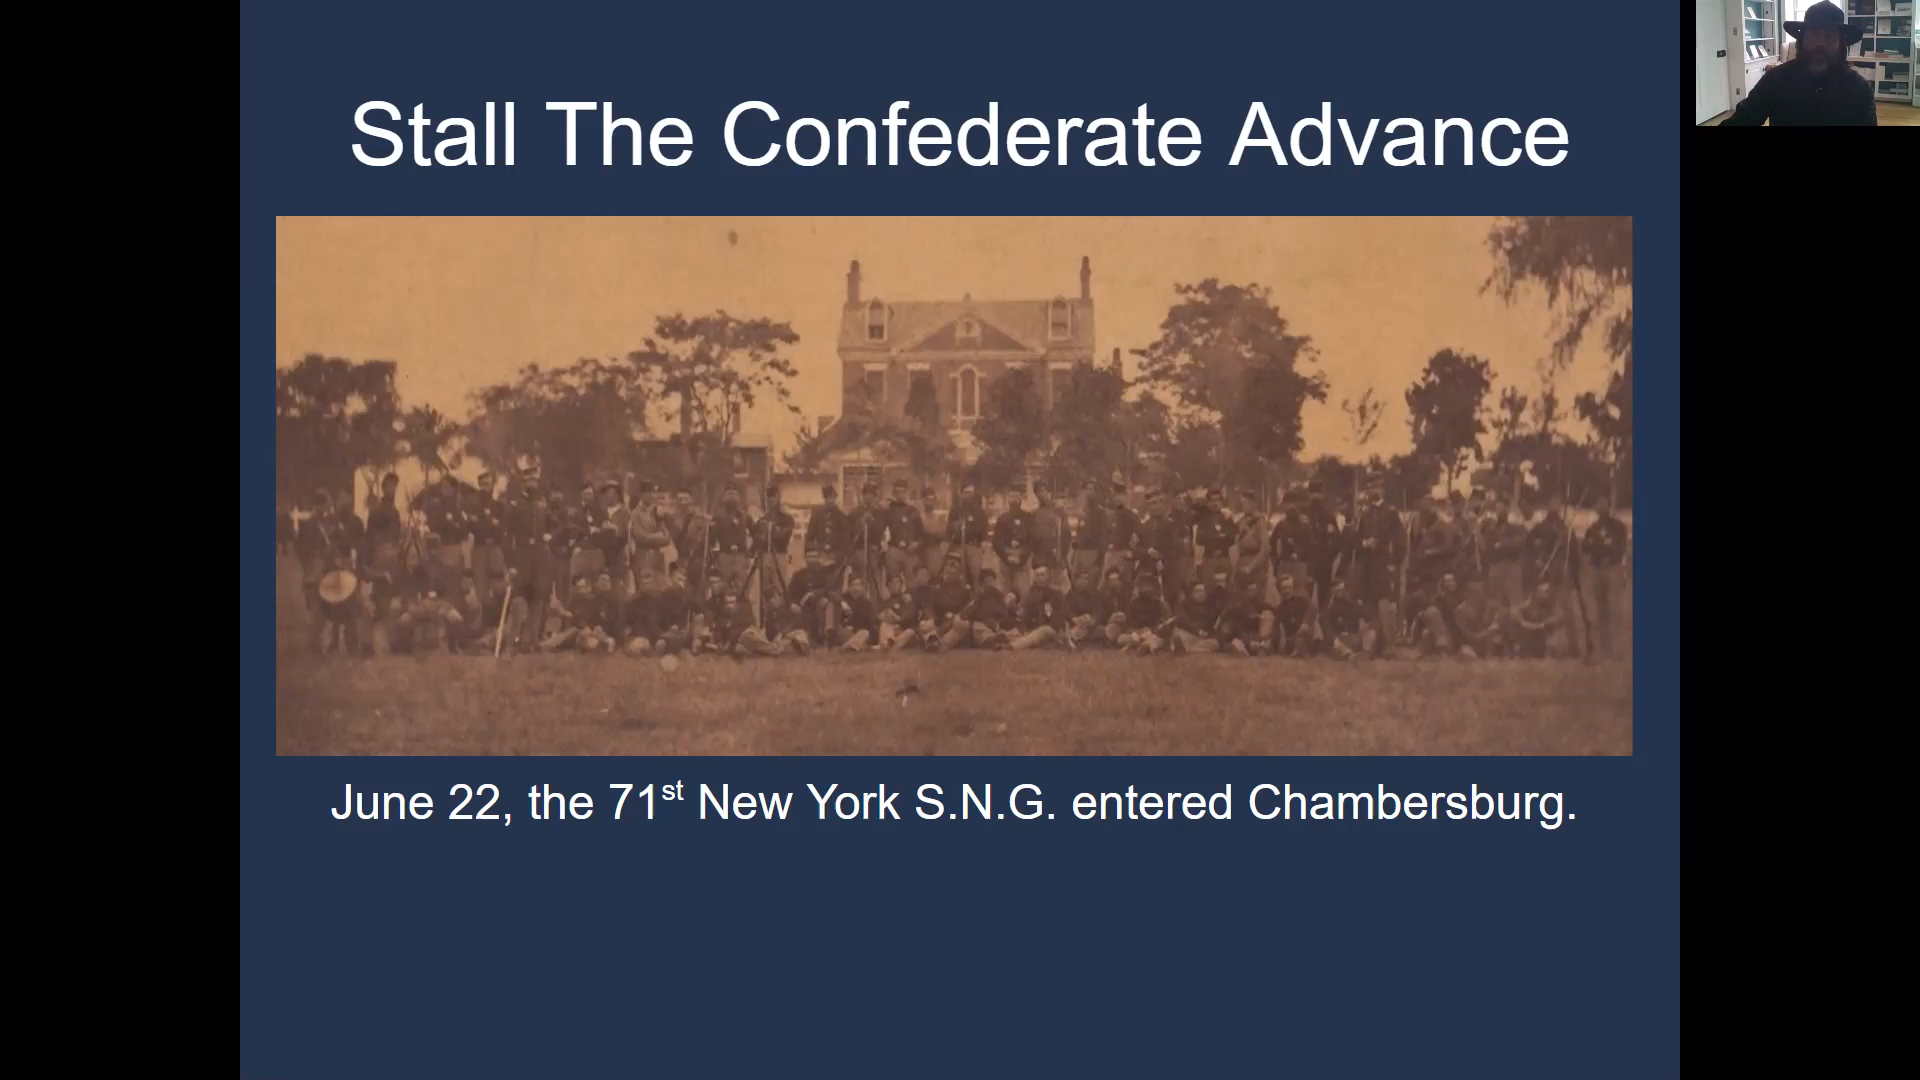 Stall The Confederate Advance
June 22, the 71st New York S.N.G. entered Chambersburg.